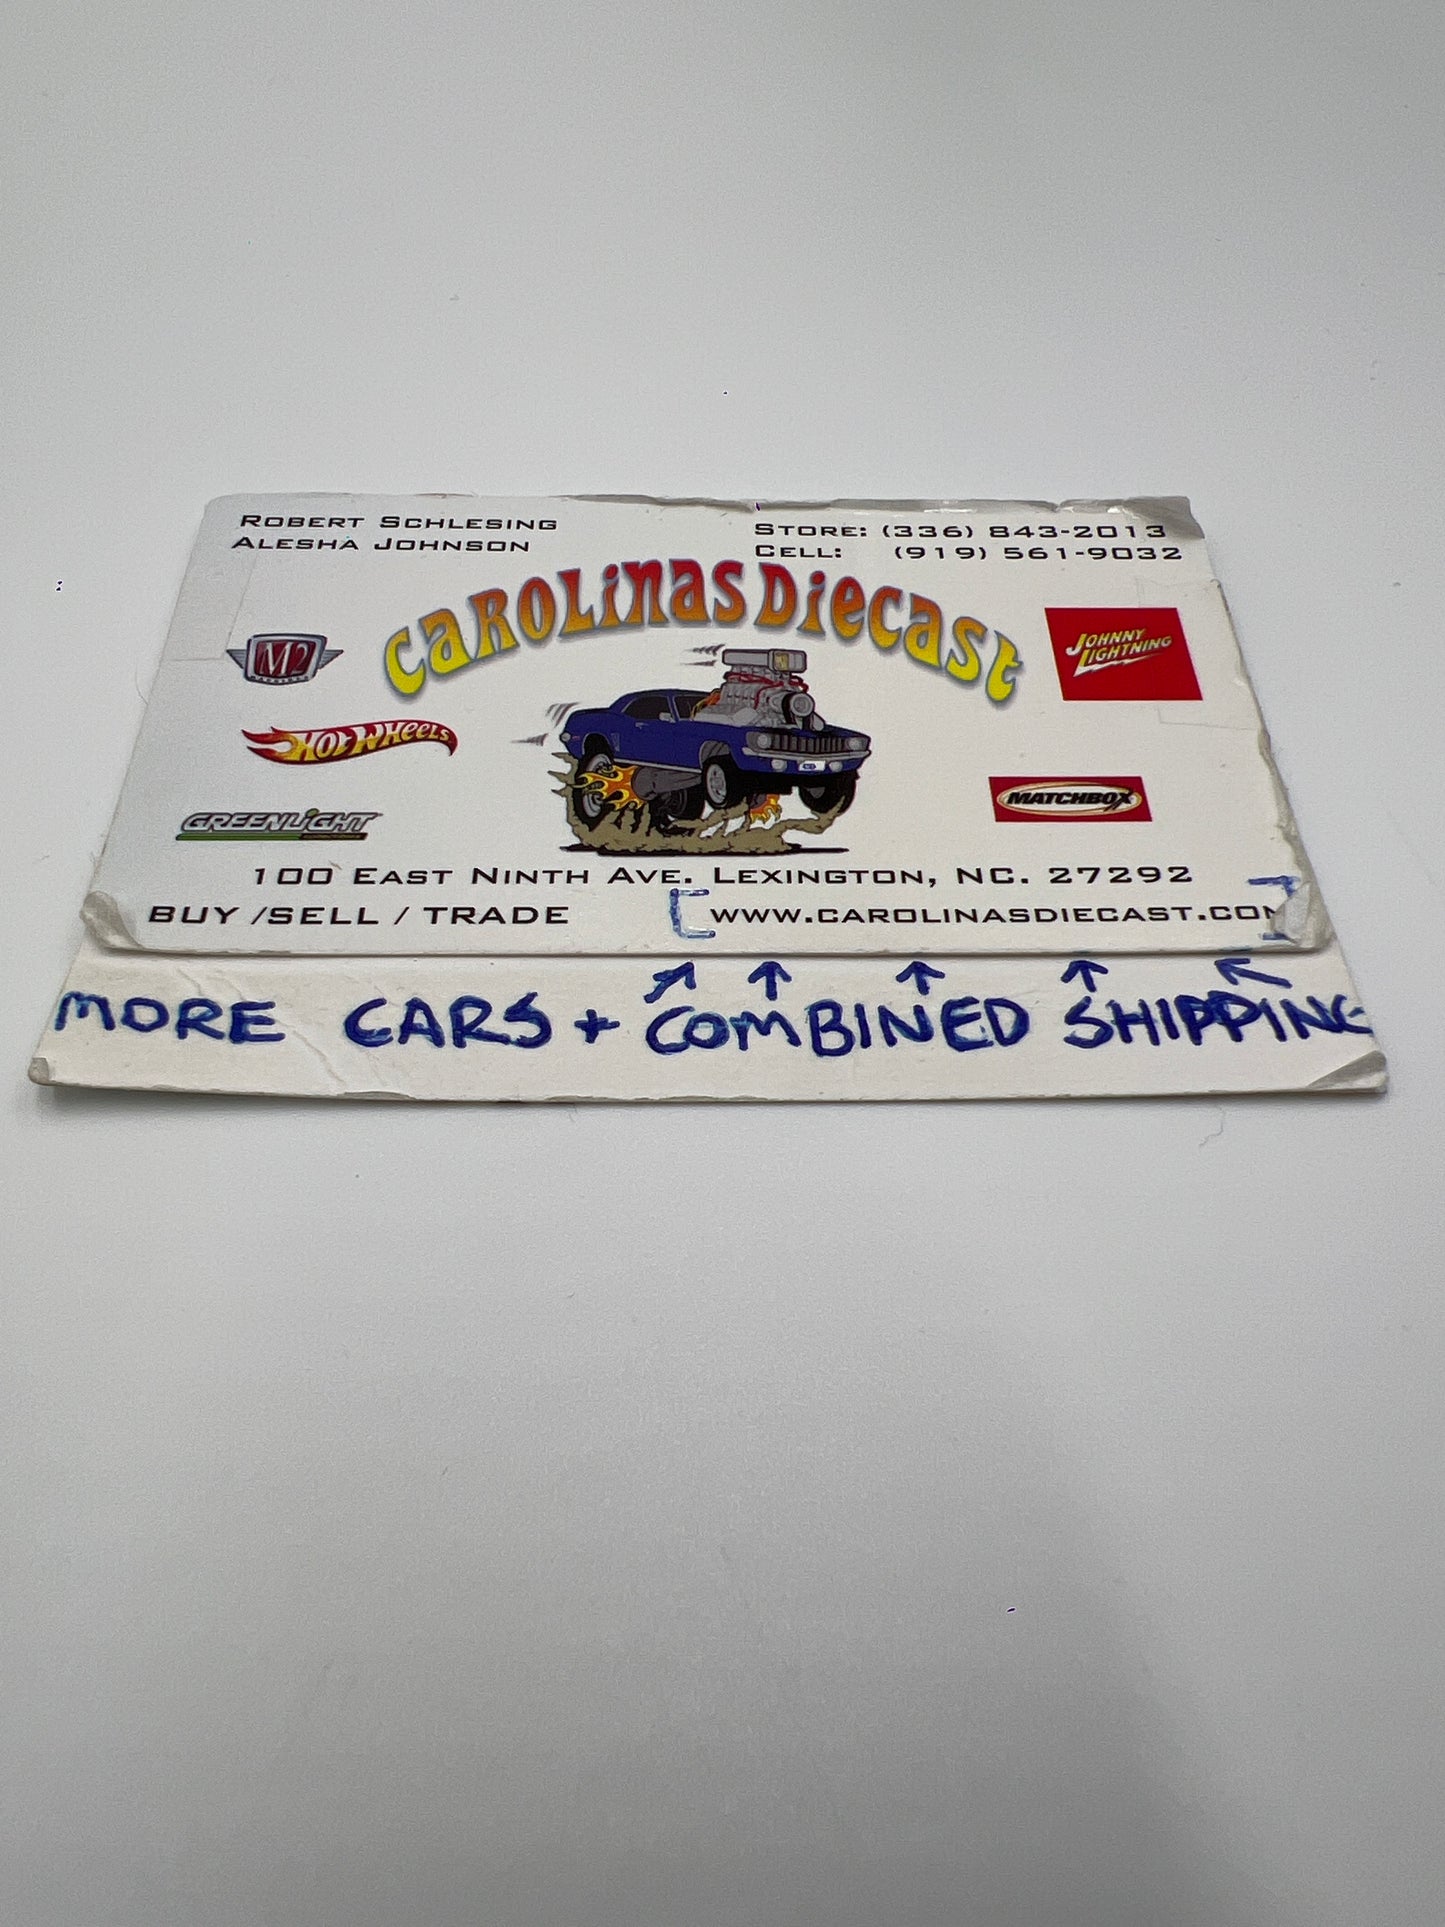 ROBERT SCHLESING
ALESHA JOHNSON
STORE: (336) 843-2013
CELL: (919) 561-9032
CAROLINAS DIECAST
M2
JOHNNY LIGHTNING
HOT WHEELS
MATCHBOX
GREENLIGHT
100 EAST NINTH AVE. LEXINGTON, NC. 27292
BUY /SELL / TRADE [ WWW.CAROLINASDIECAST.COM ]
MORE CARS + COMBINED SHIPPING